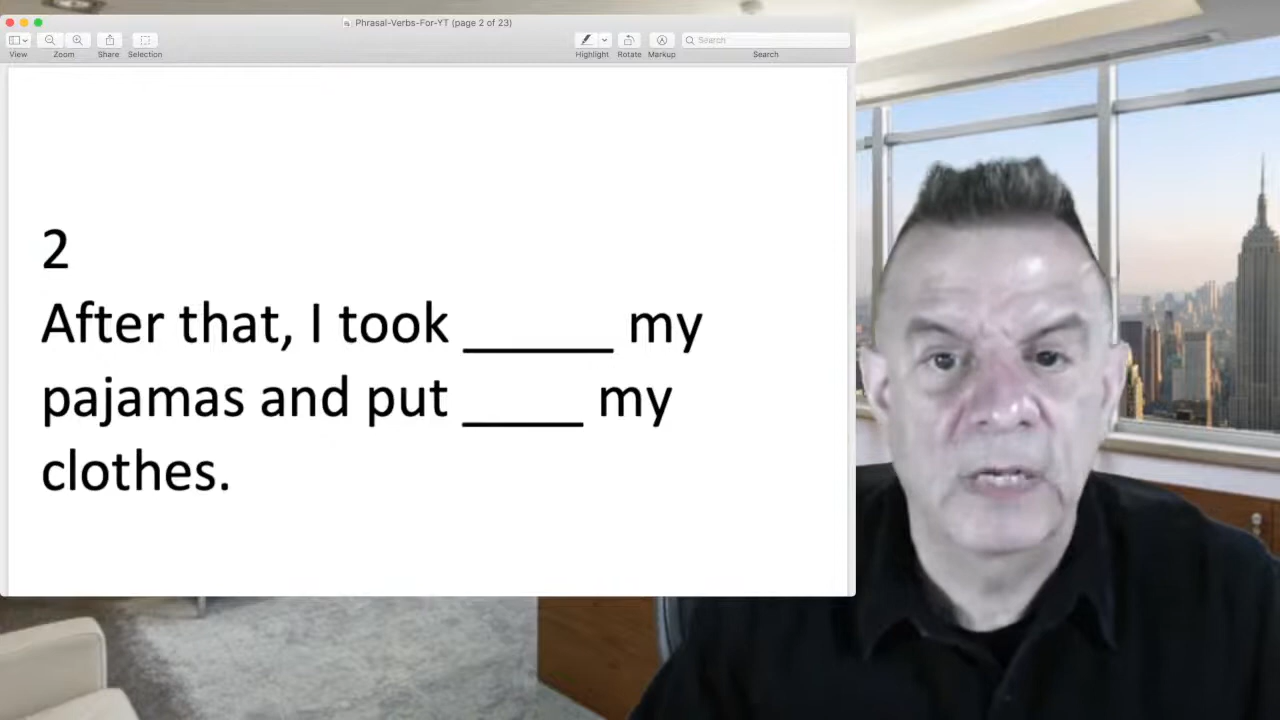 Phrasal-Verbs-For-YT (page 2 of 23)
View
Zoom
Share
Selection
Highlight
Rotate
Markup
Search
Search
2
After that, I took ______ my
pajamas and put _____ my
clothes.